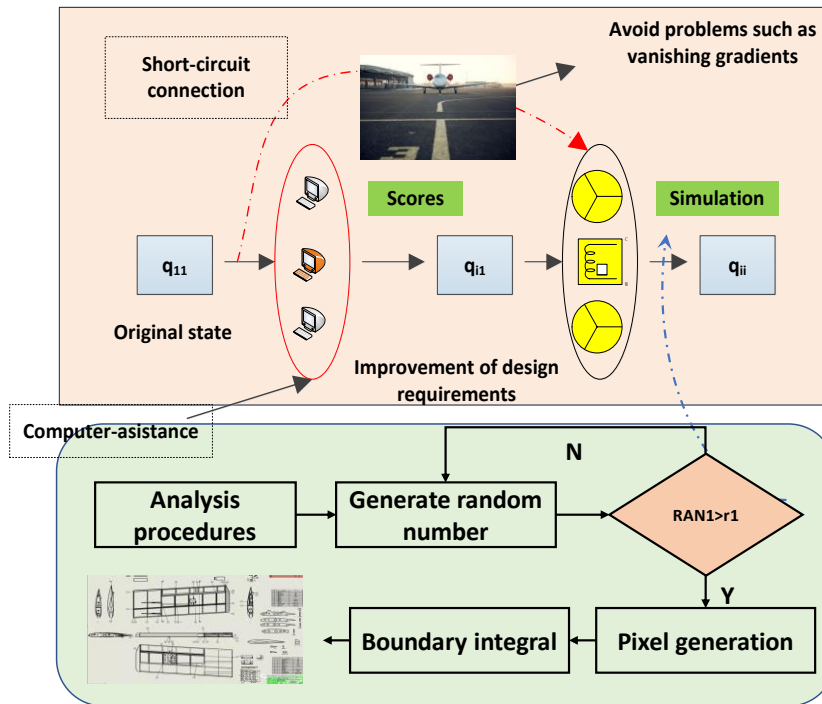 Avoid problems such as
vanishing gradients
Short-circuit
connection
Scores
Simulation
q11
qi1
qii
Original state
Improvement of design
requirements
Computer-asistance
N
Analysis
procedures
Generate random
number
RAN1>r1
Y
Boundary integral
Pixel generation